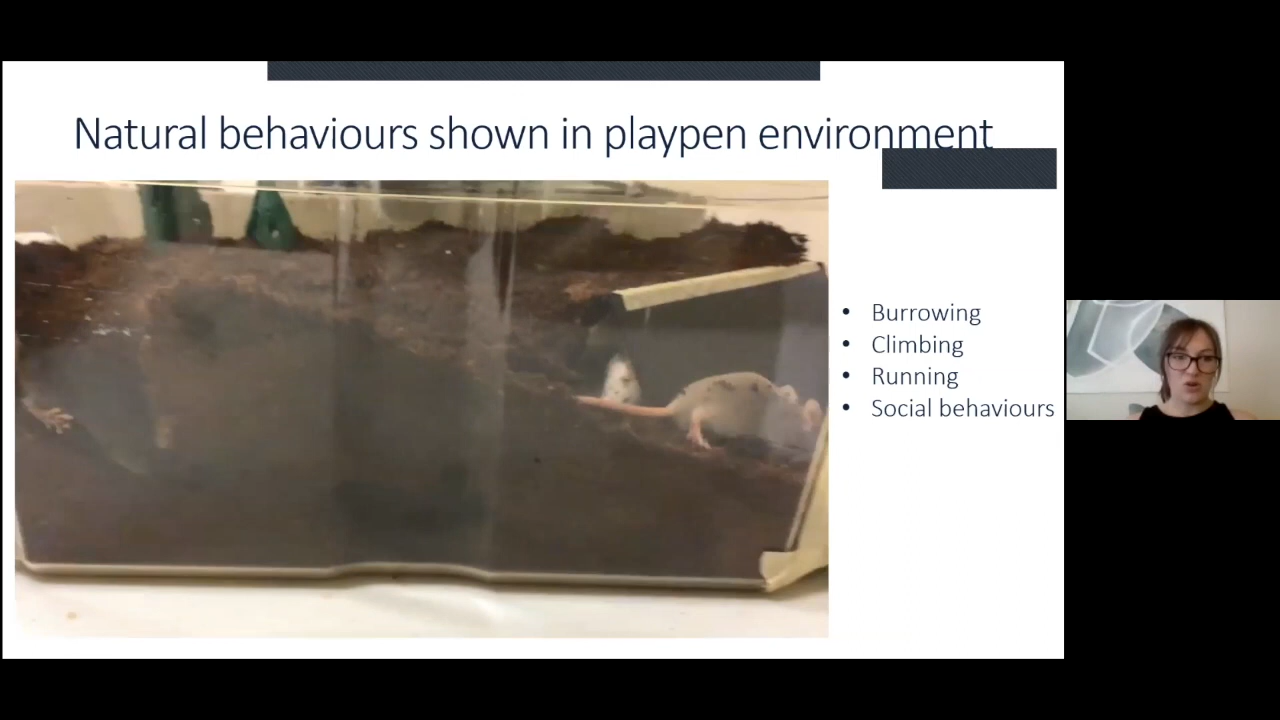 Natural behaviours shown in playpen environment
• Burrowing
• Climbing
• Running
• Social behaviours